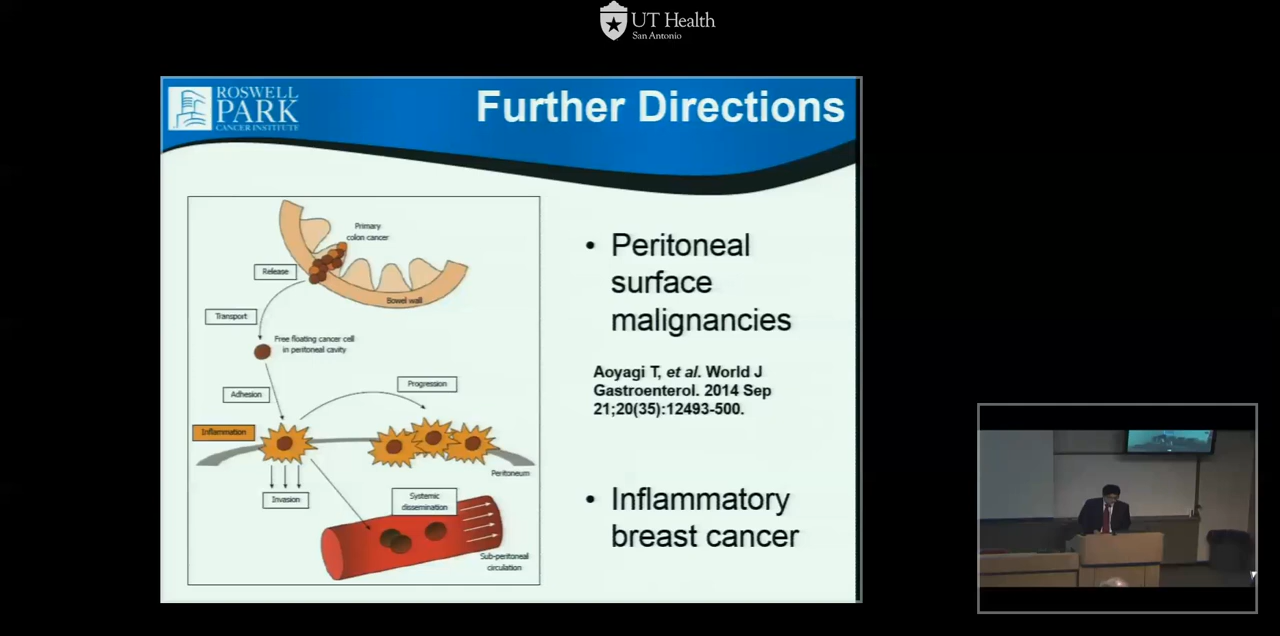 UT Health
San Antonio
ROSWELL
PARK
CANCER INSTITUTE
Further Directions
Primary
colon cancer
Release
Bowel wall
Transport
Free floating cancer cell
in peritoneal cavity
Adhesion
Progression
Inflammation
Peritoneum
Invasion
Systemic
dissemination
Sub-peritoneal
circulation
• Peritoneal
surface
malignancies
Aoyagi T, et al. World J
Gastroenterol. 2014 Sep
21;20(35):12493-500.
• Inflammatory
breast cancer